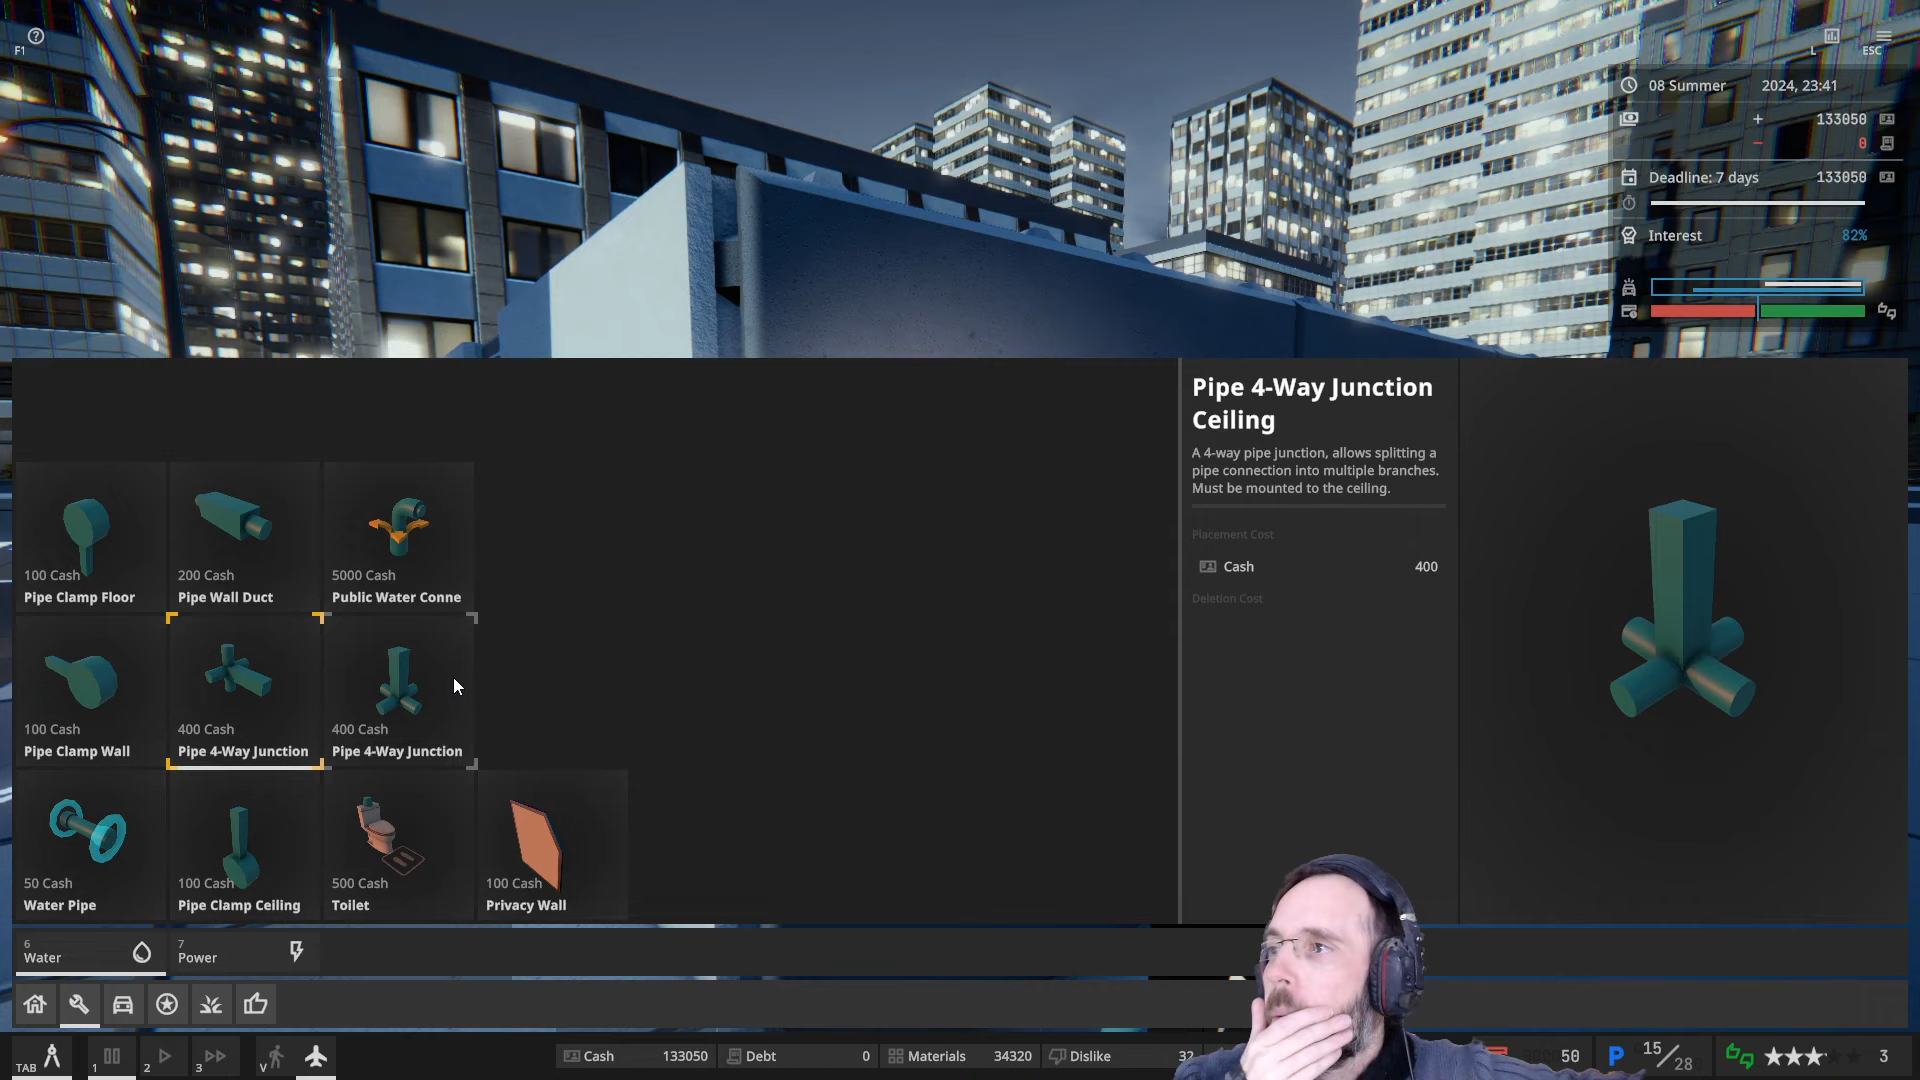 F1
L
ESC
08 Summer 2024, 23:41
+ 133050
− 0
Deadline: 7 days 133050
Interest 82%
Pipe 4-Way Junction
Ceiling
A 4-way pipe junction, allows splitting a
pipe connection into multiple branches.
Must be mounted to the ceiling.
Placement Cost
Cash 400
Deletion Cost
100 Cash
Pipe Clamp Floor
200 Cash
Pipe Wall Duct
5000 Cash
Public Water Conne
100 Cash
Pipe Clamp Wall
400 Cash
Pipe 4-Way Junction
400 Cash
Pipe 4-Way Junction
50 Cash
Water Pipe
100 Cash
Pipe Clamp Ceiling
500 Cash
Toilet
100 Cash
Privacy Wall
6
Water
7
Power
TAB
1
2
3
V
Cash 133050
Debt 0
Materials 34320
Dislike 32
50
P 15/28
3